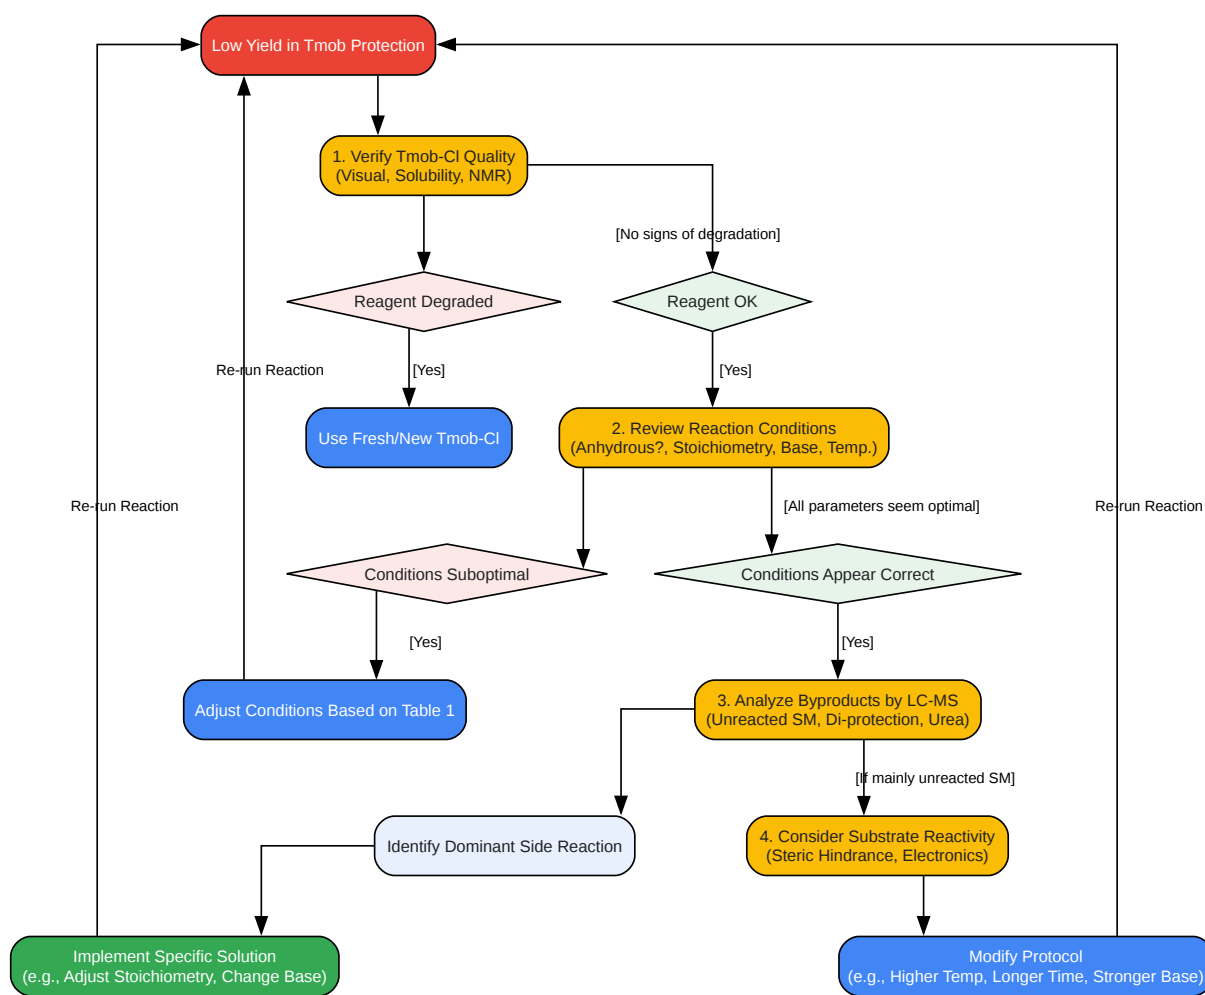 Low Yield in Tmob Protection
1. Verify Tmob-Cl Quality
(Visual, Solubility, NMR)
[No signs of degradation]
Reagent Degraded
Reagent OK
Re-run Reaction
[Yes]
[Yes]
Use Fresh/New Tmob-Cl
2. Review Reaction Conditions
(Anhydrous?, Stoichiometry, Base, Temp.)
Re-run Reaction
[All parameters seem optimal]
Re-run Reaction
Conditions Suboptimal
Conditions Appear Correct
[Yes]
[Yes]
Adjust Conditions Based on Table 1
3. Analyze Byproducts by LC-MS
(Unreacted SM, Di-protection, Urea)
[If mainly unreacted SM]
Identify Dominant Side Reaction
4. Consider Substrate Reactivity
(Steric Hindrance, Electronics)
Implement Specific Solution
(e.g., Adjust Stoichiometry, Change Base)
Modify Protocol
(e.g., Higher Temp, Longer Time, Stronger Base)